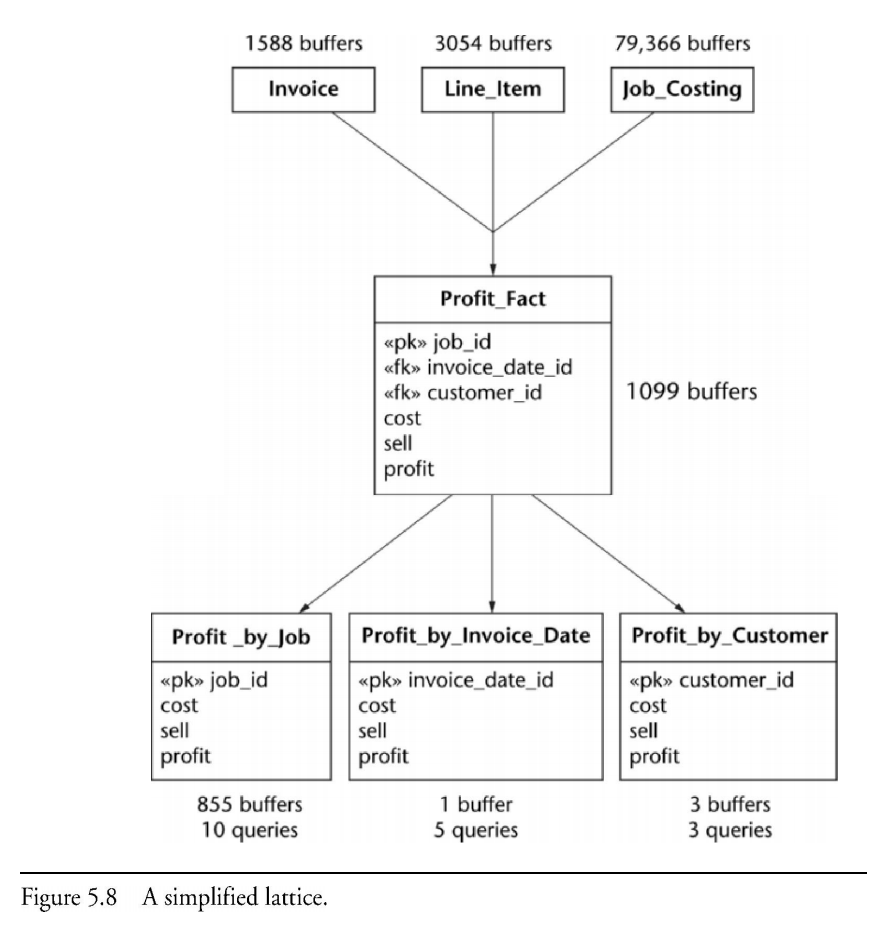 1588 buffers 3054 buffers 79,366 buffers
Invoice Line_Item Job_Costing
Profit_Fact
«pk» job_id
«fk» invoice_date_id
«fk» customer_id
cost
sell
profit
1099 buffers
Profit _by_Job
«pk» job_id
cost
sell
profit
855 buffers
10 queries
Profit_by_Invoice_Date
«pk» invoice_date_id
cost
sell
profit
1 buffer
5 queries
Profit_by_Customer
«pk» customer_id
cost
sell
profit
3 buffers
3 queries
Figure 5.8 A simplified lattice.